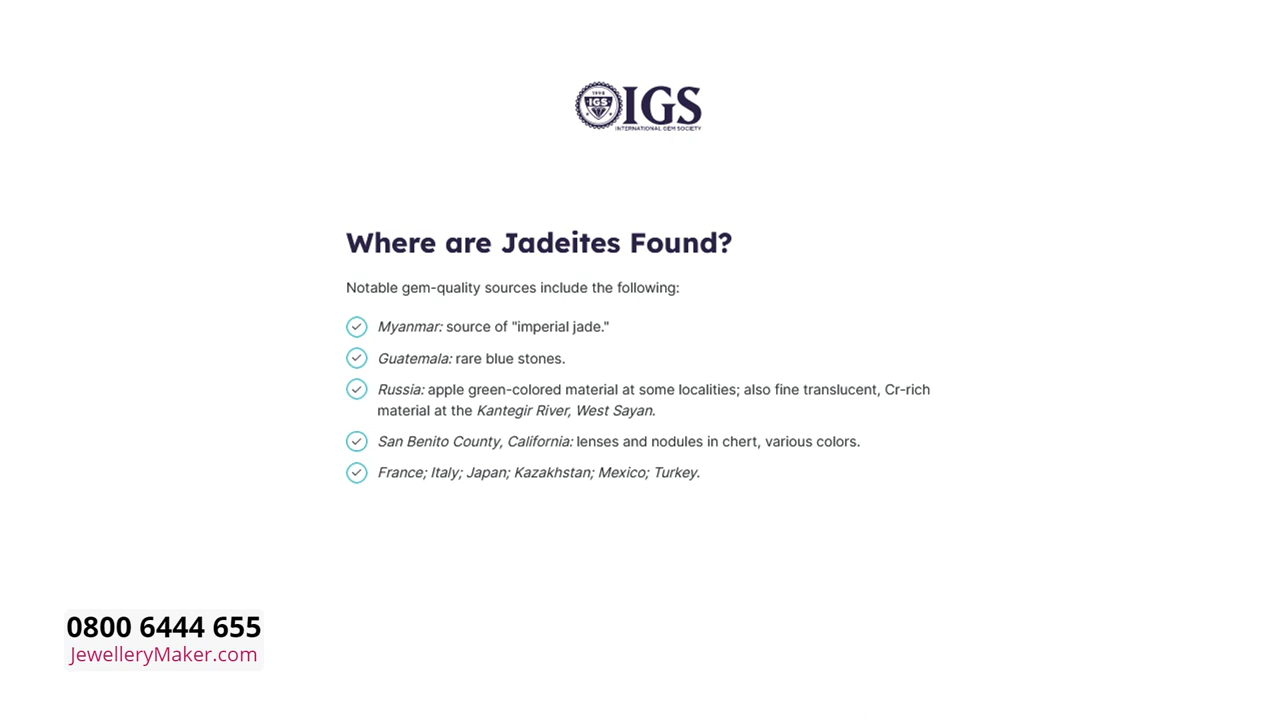 1998
IGS
IGS
INTERNATIONAL GEM SOCIETY
Where are Jadeites Found?
Notable gem-quality sources include the following:
Myanmar: source of "imperial jade."
Guatemala: rare blue stones.
Russia: apple green-colored material at some localities; also fine translucent, Cr-rich
material at the Kantegir River, West Sayan.
San Benito County, California: lenses and nodules in chert, various colors.
France; Italy; Japan; Kazakhstan; Mexico; Turkey.
0800 6444 655
JewelleryMaker.com